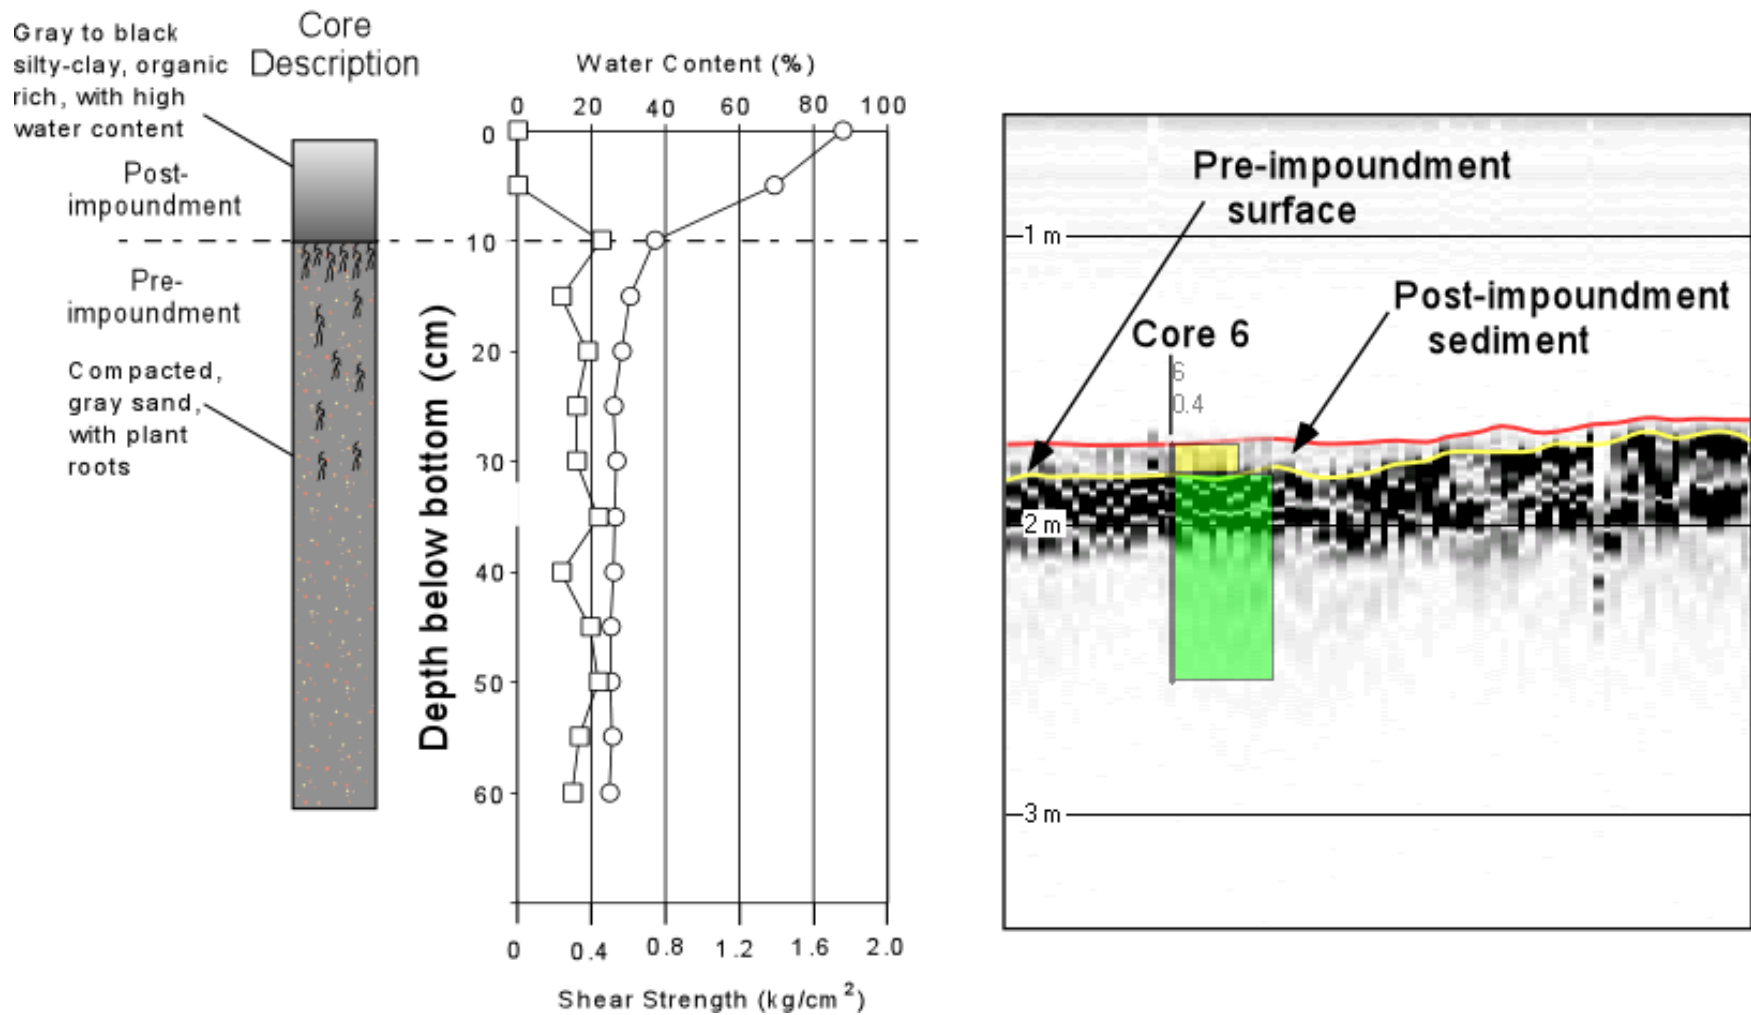 Gray to black
silty-clay, organic
rich, with high
water content
Core
Description
Post-
impoundment
Pre-
impoundment
Compacted,
gray sand,
with plant
roots
Water Content (%)
0 20 40 60 80 100
0
10
20
30
40
50
60
Depth below bottom (cm)
0 0.4 0.8 1.2 1.6 2.0
Shear Strength (kg/cm²)
Pre-impoundment
surface
1 m
Post-impoundment
sediment
Core 6
6
0.4
2 m
3 m